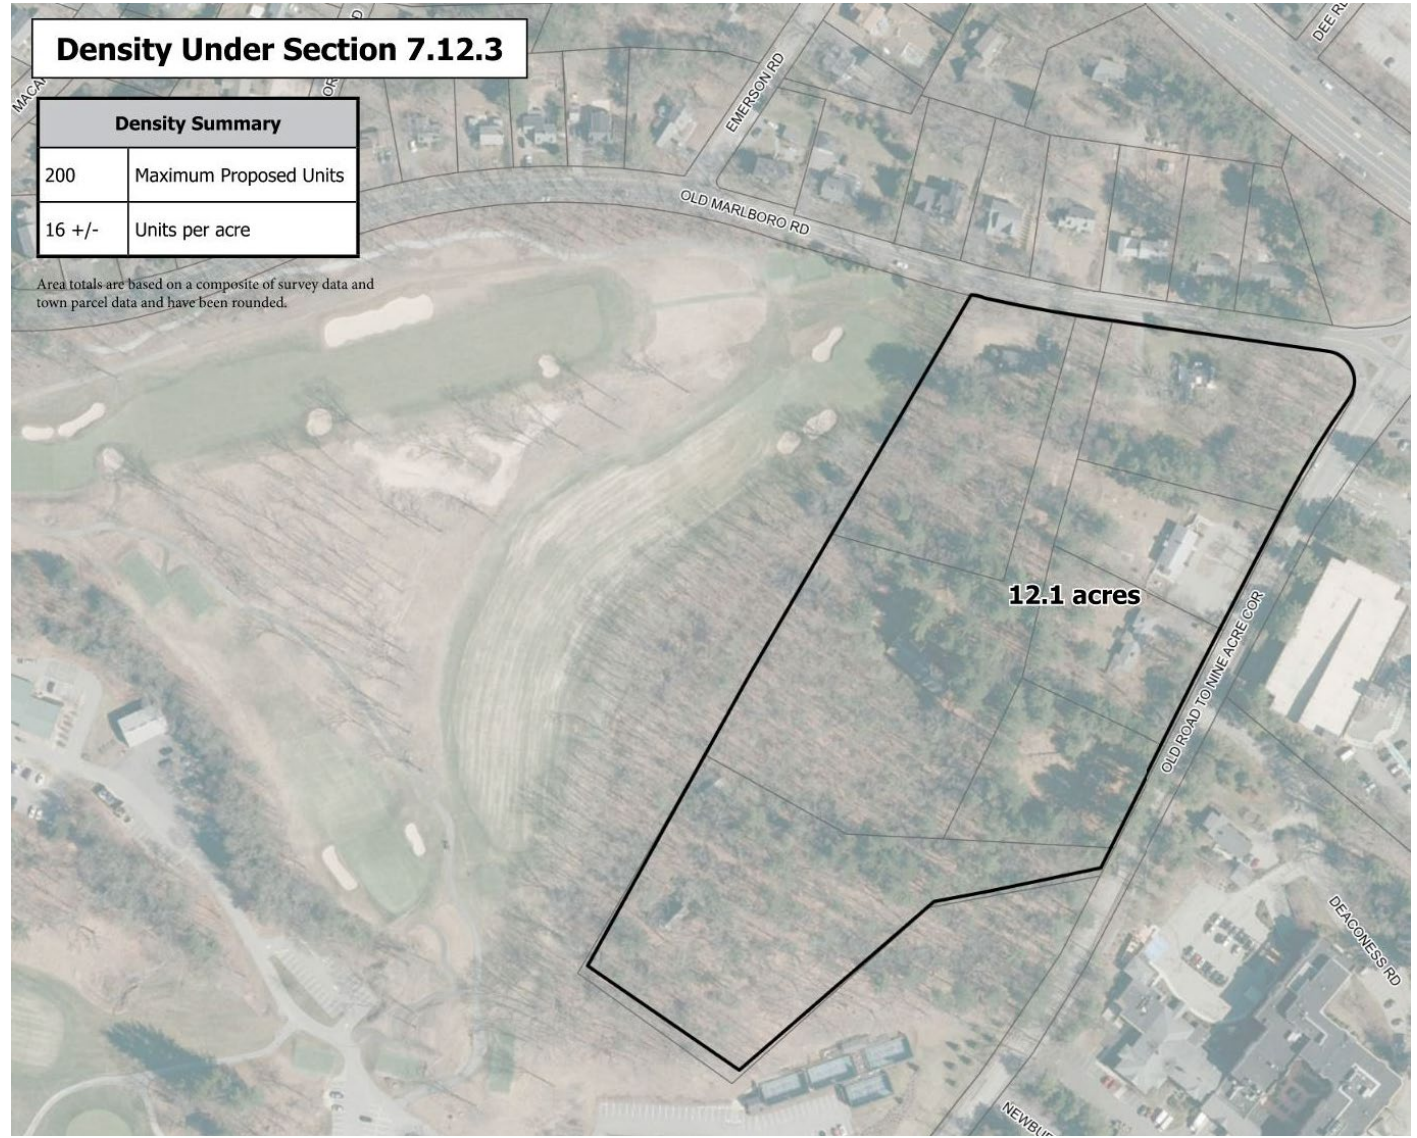 Density Under Section 7.12.3
Density Summary
200 Maximum Proposed Units
16 +/- Units per acre
Area totals are based on a composite of survey data and
town parcel data and have been rounded.
EMERSON RD
OLD MARLBORO RD
12.1 acres
OLD ROAD TO NINE ACRE COR
DEACONESS RD